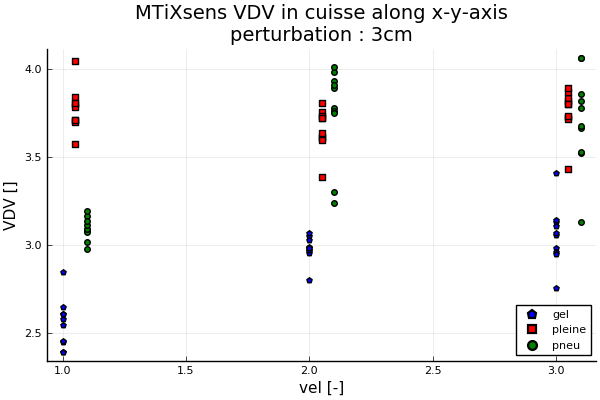 MTiXsens VDV in cuisse along x-y-axis
perturbation : 3cm
VDV []
4.0
3.5
3.0
2.5
1.0
1.5
2.0
2.5
3.0
vel [-]
gel
pleine
pneu